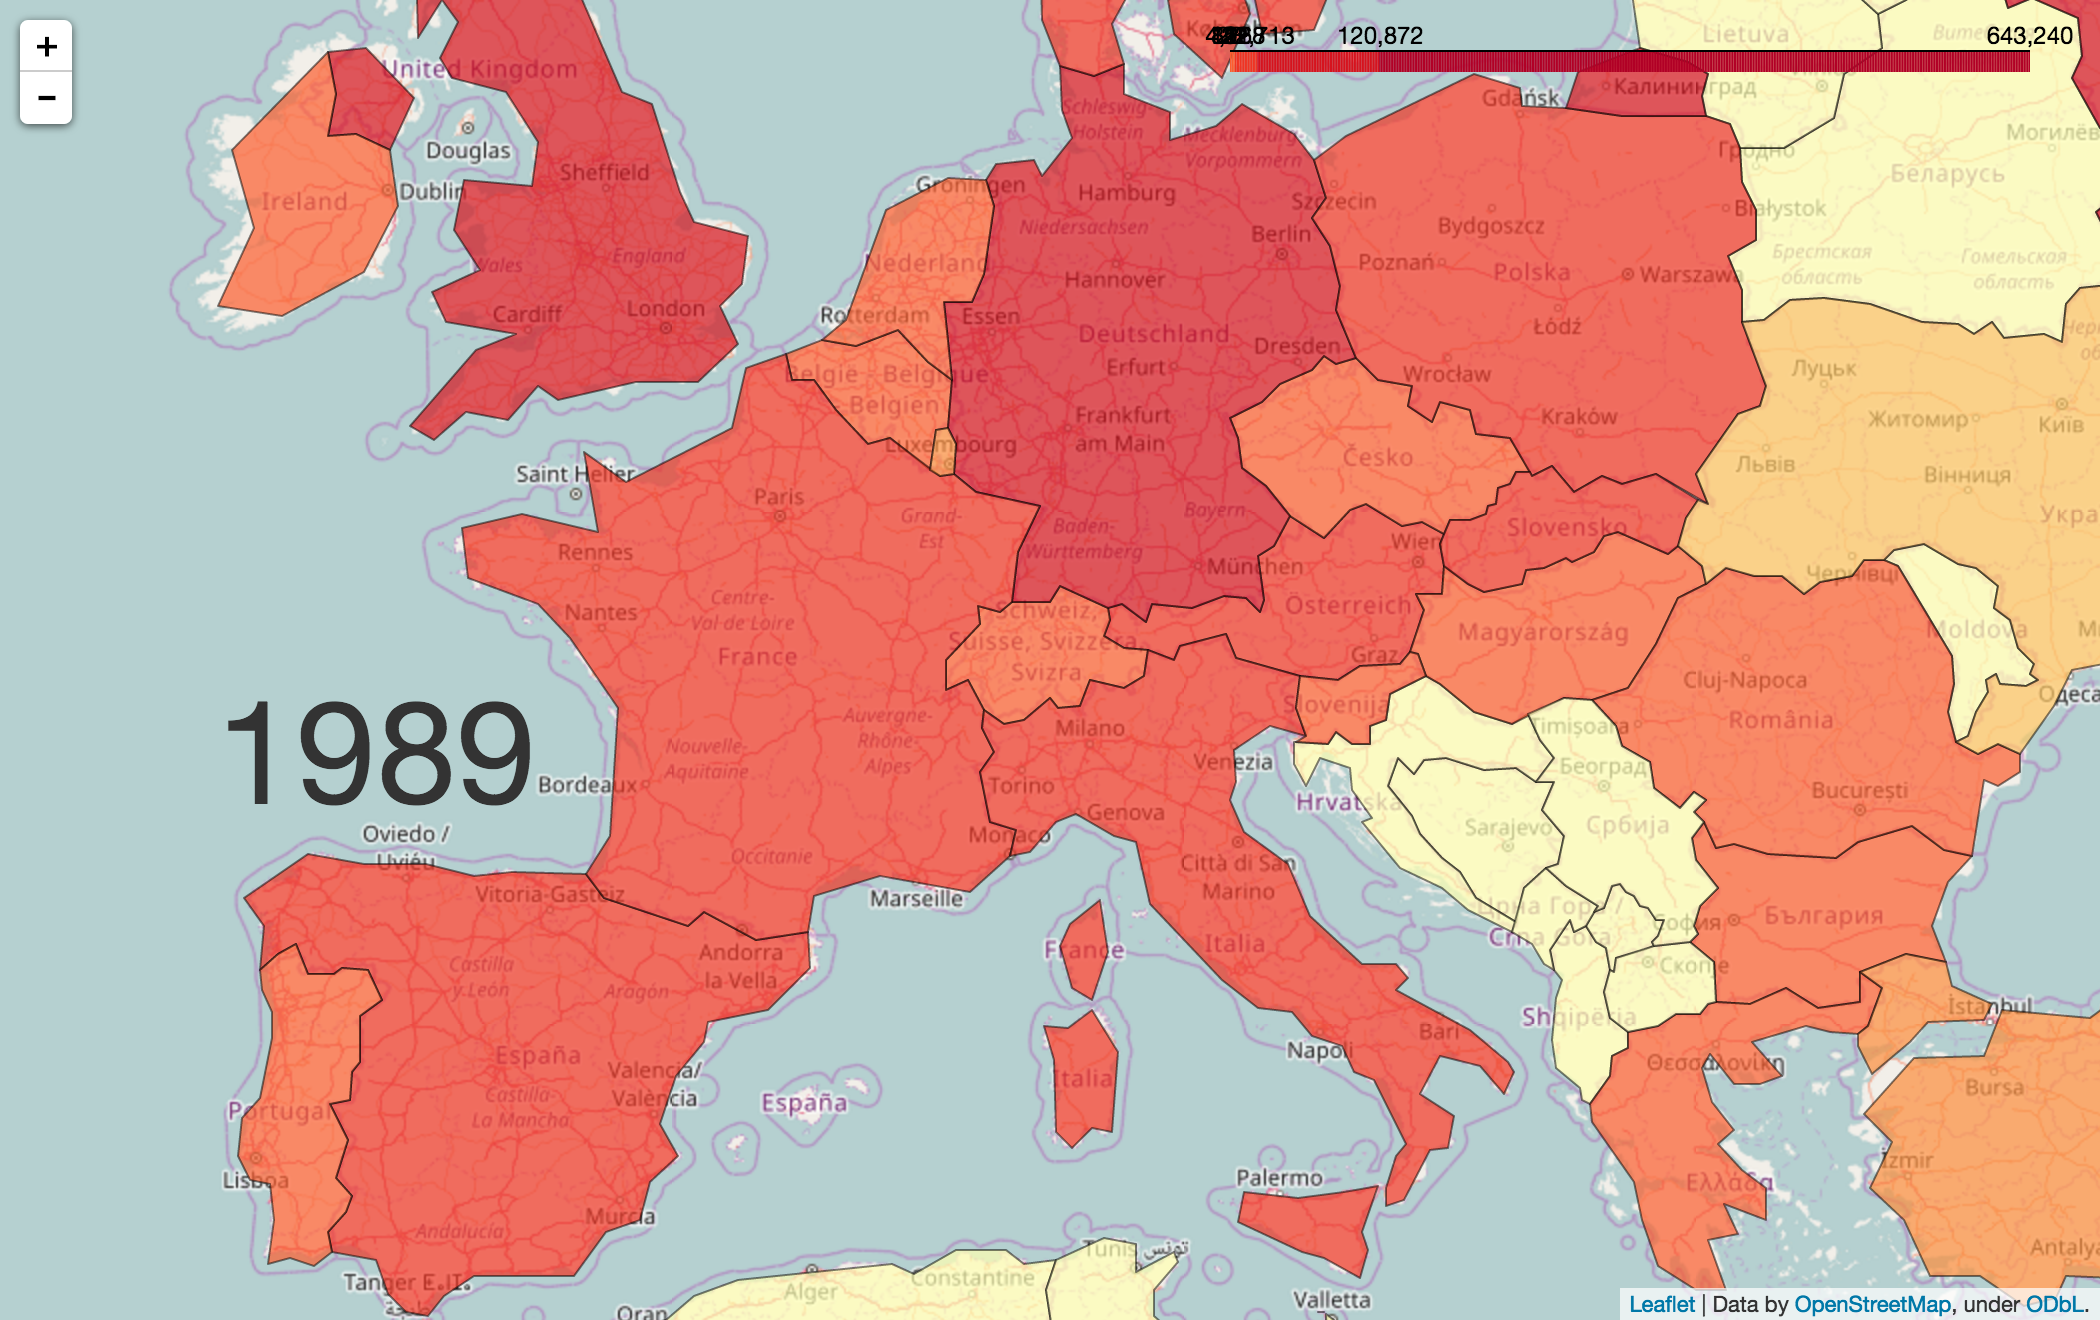 +
−
København
120,872
643,240
Lietuva
Калининград
Gdańsk
United Kingdom
Schleswig-
Holstein
Mecklenburg-
Vorpommern
Могилёв
Гродно
Беларусь
Douglas
Sheffield
Dublin
Ireland
Groningen
Hamburg
Szczecin
Białystok
Niedersachsen
Berlin
Bydgoszcz
Wales
England
Nederland
Hannover
Poznań
Polska
Warszawa
Брестская
область
Гомельская
область
Cardiff
London
Rotterdam
Essen
Deutschland
Dresden
Łódź
Erfurt
Belgie - Belgique
Belgien
Wrocław
Луцьк
Frankfurt
am Main
Kraków
Житомир
Київ
Luxembourg
Česko
Львів
Вінниця
Saint Helier
Paris
Grand-
Est
Baden-
Württemberg
Bayern
Slovensko
Укра
Rennes
Wien
München
Чернівці
Nantes
Centre-
Val de Loire
France
Schweiz,
Suisse, Svizzera,
Svizra
Österreich
Graz
Magyarország
Moldova
Cluj-Napoca
România
Slovenija
Одеса
1989
Auvergne-
Rhône-
Alpes
Nouvelle-
Aquitaine
Milano
Timișoara
Bordeaux
Torino
Venezia
Београд
București
Genova
Hrvatska
Monaco
Sarajevo
Србија
Oviedo /
Uviéu
Occitanie
Città di San
Marino
Vitoria-Gasteiz
Marseille
Црна Гора /
Crna Gora
София
България
Andorra
la Vella
France
Italia
Скопје
Castilla
y León
Aragón
İstanbul
Shqipëria
Bari
Napoli
España
Valencia/
València
Θεσσαλονίκη
Bursa
Castilla-
La Mancha
Portugal
España
Italia
Lisboa
Palermo
Ελλάδα
İzmir
Murcia
Andalucía
Tunis تونس
Antalya
Tanger
Alger
Constantine
Oran
Valletta
Leaflet | Data by OpenStreetMap, under ODbL.